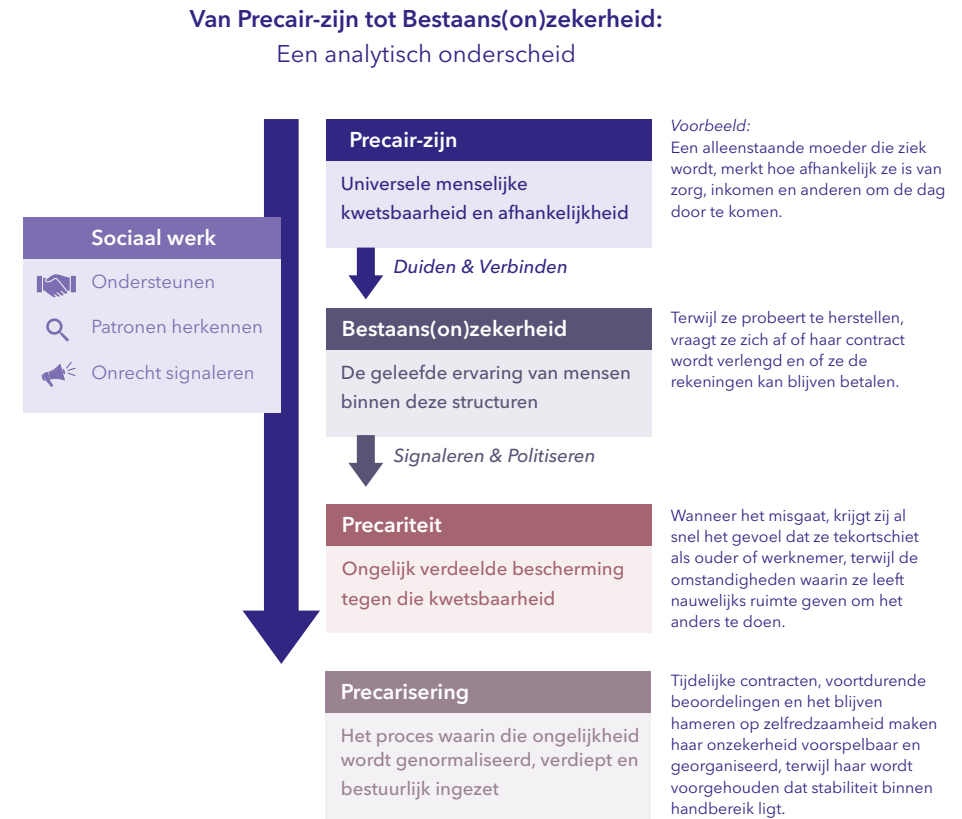 Van Precair-zijn tot Bestaans(on)zekerheid:
Een analytisch onderscheid
Sociaal werk
Ondersteunen
Patronen herkennen
Onrecht signaleren
Precair-zijn
Universele menselijke
kwetsbaarheid en afhankelijkheid
Voorbeeld:
Een alleenstaande moeder die ziek
wordt, merkt hoe afhankelijk ze is van
zorg, inkomen en anderen om de dag
door te komen.
Duiden & Verbinden
Bestaans(on)zekerheid
De geleefde ervaring van mensen
binnen deze structuren
Terwijl ze probeert te herstellen,
vraagt ze zich af of haar contract
wordt verlengd en of ze de
rekeningen kan blijven betalen.
Signaleren & Politiseren
Precariteit
Ongelijk verdeelde bescherming
tegen die kwetsbaarheid
Wanneer het misgaat, krijgt zij al
snel het gevoel dat ze tekortschiet
als ouder of werknemer, terwijl de
omstandigheden waarin ze leeft
nauwelijks ruimte geven om het
anders te doen.
Precarisering
Het proces waarin die ongelijkheid
wordt genormaliseerd, verdiept en
bestuurlijk ingezet
Tijdelijke contracten, voortdurende
beoordelingen en het blijven
hameren op zelfredzaamheid maken
haar onzekerheid voorspelbaar en
georganiseerd, terwijl haar wordt
voorgehouden dat stabiliteit binnen
handbereik ligt.